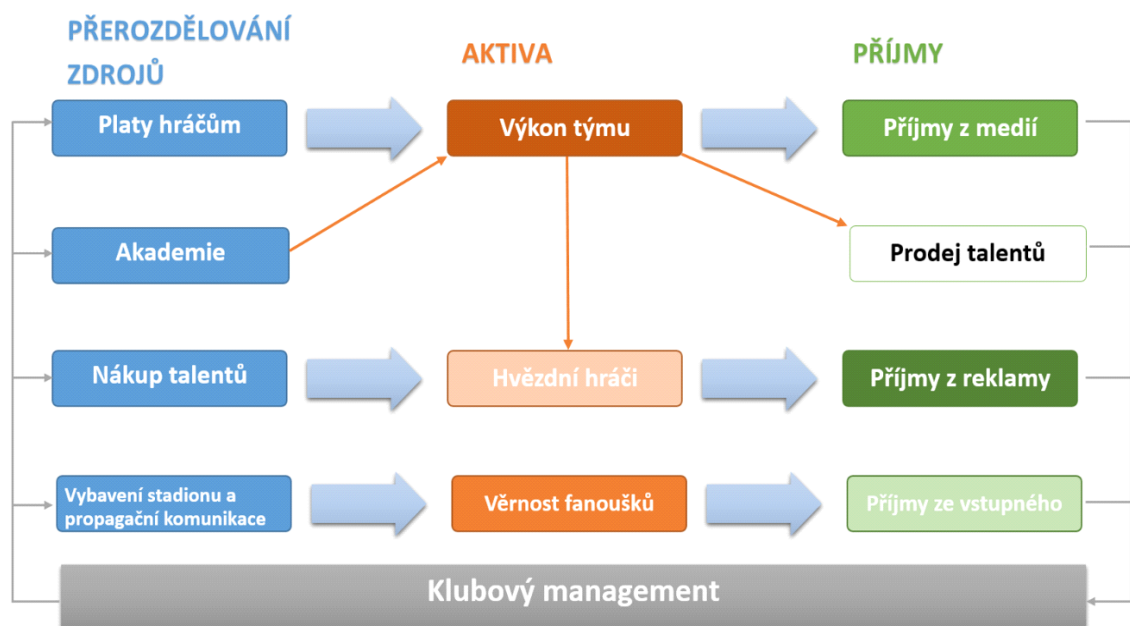 PŘEROZDĚLOVÁNÍ
ZDROJŮ
AKTIVA
PŘÍJMY
Platy hráčům
Výkon týmu
Příjmy z medií
Akademie
Prodej talentů
Nákup talentů
Hvězdní hráči
Příjmy z reklamy
Vybavení stadionu a
propagační komunikace
Věrnost fanoušků
Příjmy ze vstupného
Klubový management